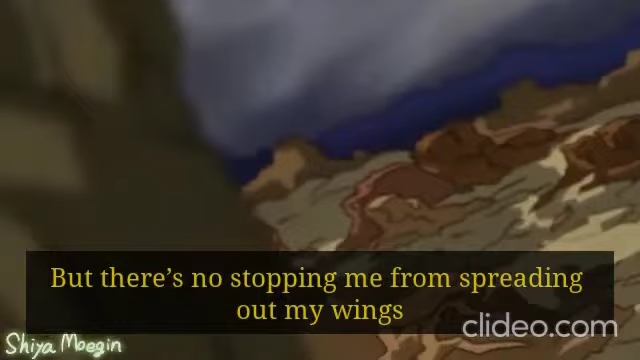 But there’s no stopping me from spreading
out my wings
clideo.com
Shiya Moegin